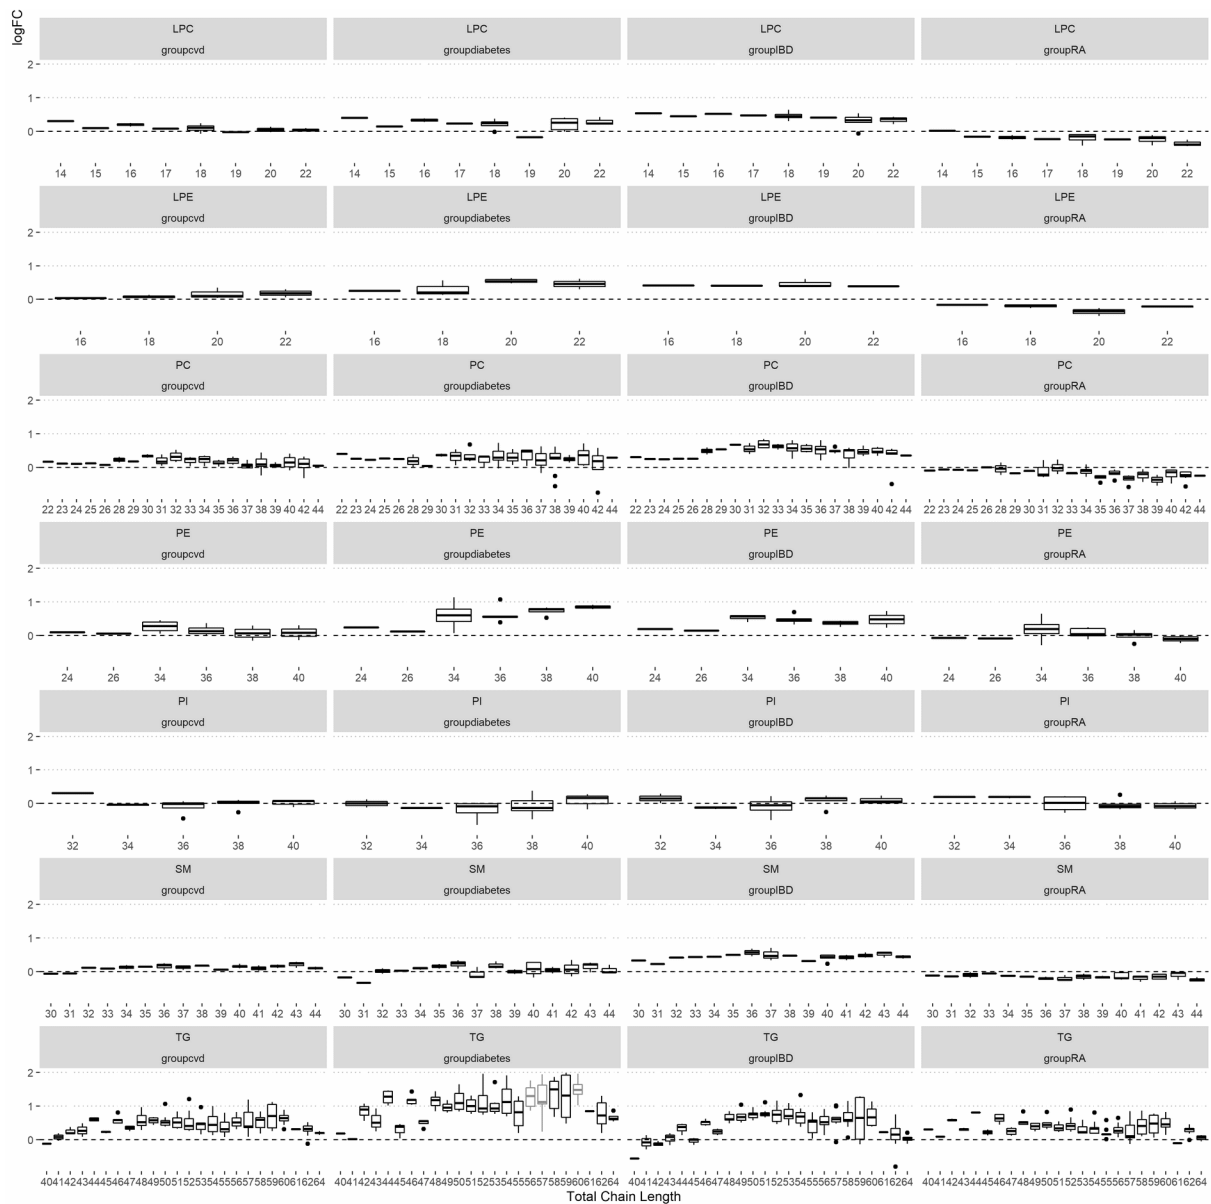 logFC
LPC LPC LPC LPC
groupcvd groupdiabetes groupIBD groupRA
2
1
0
14 15 16 17 18 19 20 22 14 15 16 17 18 19 20 22 14 15 16 17 18 19 20 22 14 15 16 17 18 19 20 22
LPE LPE LPE LPE
groupcvd groupdiabetes groupIBD groupRA
2
1
0
16 18 20 22 16 18 20 22 16 18 20 22 16 18 20 22
PC PC PC PC
groupcvd groupdiabetes groupIBD groupRA
2
1
0
22 23 24 25 26 28 29 30 31 32 33 34 35 36 37 38 39 40 42 44 22 23 24 25 26 28 29 30 31 32 33 34 35 36 37 38 39 40 42 44 22 23 24 25 26 28 29 30 31 32 33 34 35 36 37 38 39 40 42 44 22 23 24 25 26 28 29 30 31 32 33 34 35 36 37 38 39 40 42 44
PE PE PE PE
groupcvd groupdiabetes groupIBD groupRA
2
1
0
24 26 34 36 38 40 24 26 34 36 38 40 24 26 34 36 38 40 24 26 34 36 38 40
PI PI PI PI
groupcvd groupdiabetes groupIBD groupRA
2
1
0
32 34 36 38 40 32 34 36 38 40 32 34 36 38 40 32 34 36 38 40
SM SM SM SM
groupcvd groupdiabetes groupIBD groupRA
2
1
0
30 31 32 33 34 35 36 37 38 39 40 41 42 43 44 30 31 32 33 34 35 36 37 38 39 40 41 42 43 44 30 31 32 33 34 35 36 37 38 39 40 41 42 43 44 30 31 32 33 34 35 36 37 38 39 40 41 42 43 44
TG TG TG TG
groupcvd groupdiabetes groupIBD groupRA
2
1
0
404142434445464748495051525354555657585960616264 404142434445464748495051525354555657585960616264 404142434445464748495051525354555657585960616264 404142434445464748495051525354555657585960616264
Total Chain Length